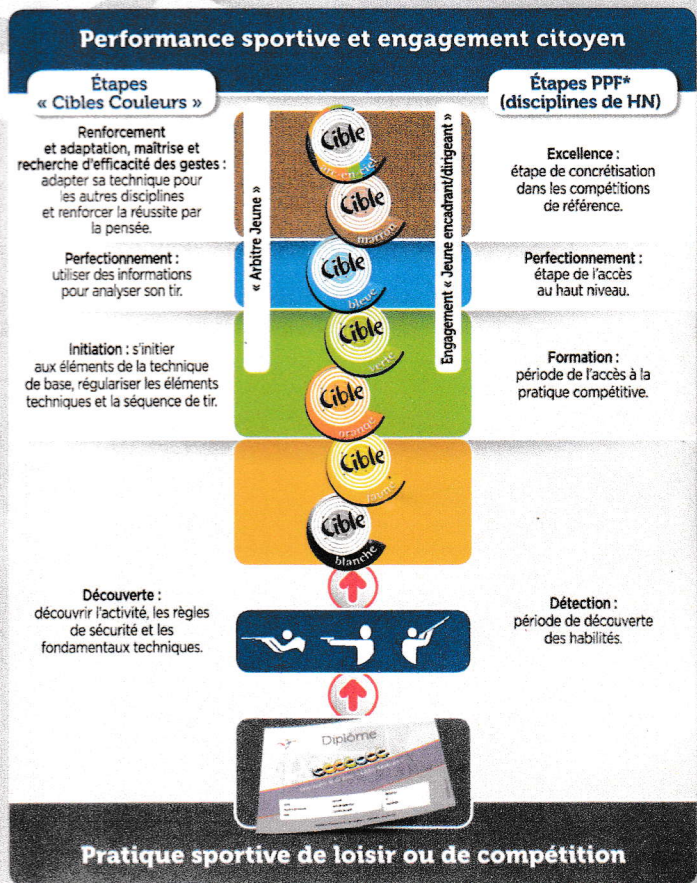 Performance sportive et engagement citoyen
Étapes
« Cibles Couleurs »
Étapes PPF*
(disciplines de HN)
Renforcement
et adaptation, maîtrise et
recherche d'efficacité des gestes :
adapter sa technique pour
les autres disciplines
et renforcer la réussite par
la pensée.
Perfectionnement :
utiliser des informations
pour analyser son tir.
Initiation : s'initier
aux éléments de la technique
de base, régulariser les éléments
techniques et la séquence de tir.
Découverte :
découvrir l'activité, les règles
de sécurité et les
fondamentaux techniques.
« Arbitre Jeune »
Cible
arc-en-ciel
Cible
marron
Cible
bleue
Cible
verte
Cible
orange
Cible
jaune
Cible
blanche
Engagement « Jeune encadrant/dirigeant »
Excellence :
étape de concrétisation
dans les compétitions
de référence.
Perfectionnement :
étape de l'accès
au haut niveau.
Formation :
période de l'accès à la
pratique compétitive.
Détection :
période de découverte
des habilités.
Diplôme
Pratique sportive de loisir ou de compétition